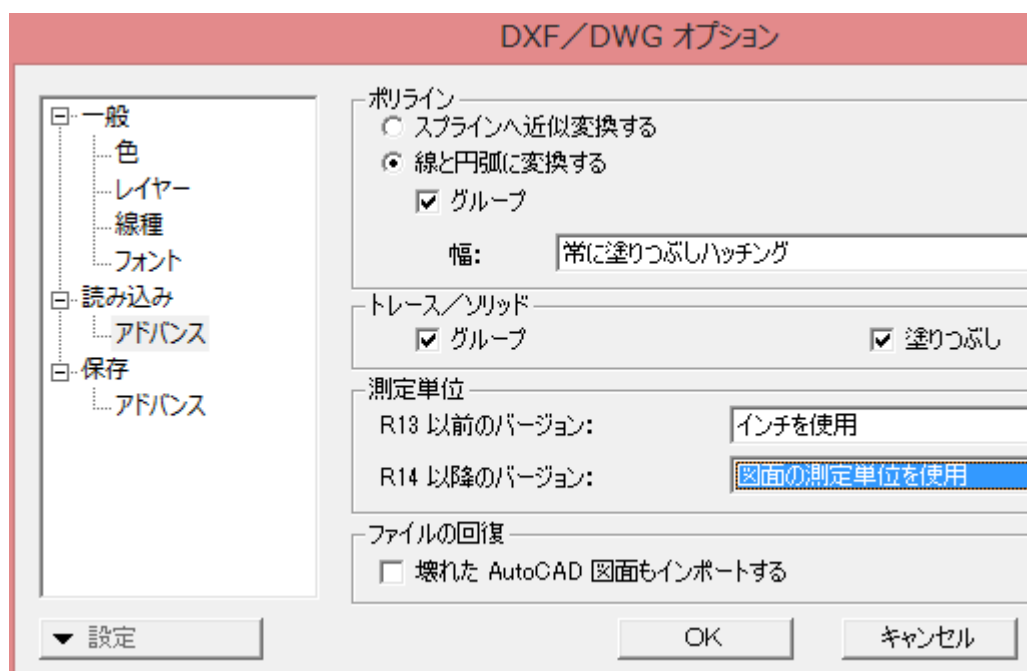 DXF／DWG オプション
一般
色
レイヤー
線種
フォント
読み込み
アドバンス
保存
アドバンス
ポリライン
スプラインへ近似変換する
線と円弧に変換する
グループ
幅:
常に塗りつぶしハッチング
トレース／ソリッド
グループ
塗りつぶし
測定単位
R13 以前のバージョン:
インチを使用
R14 以降のバージョン:
図面の測定単位を使用
ファイルの回復
壊れた AutoCAD 図面もインポートする
▼ 設定
OK
キャンセル